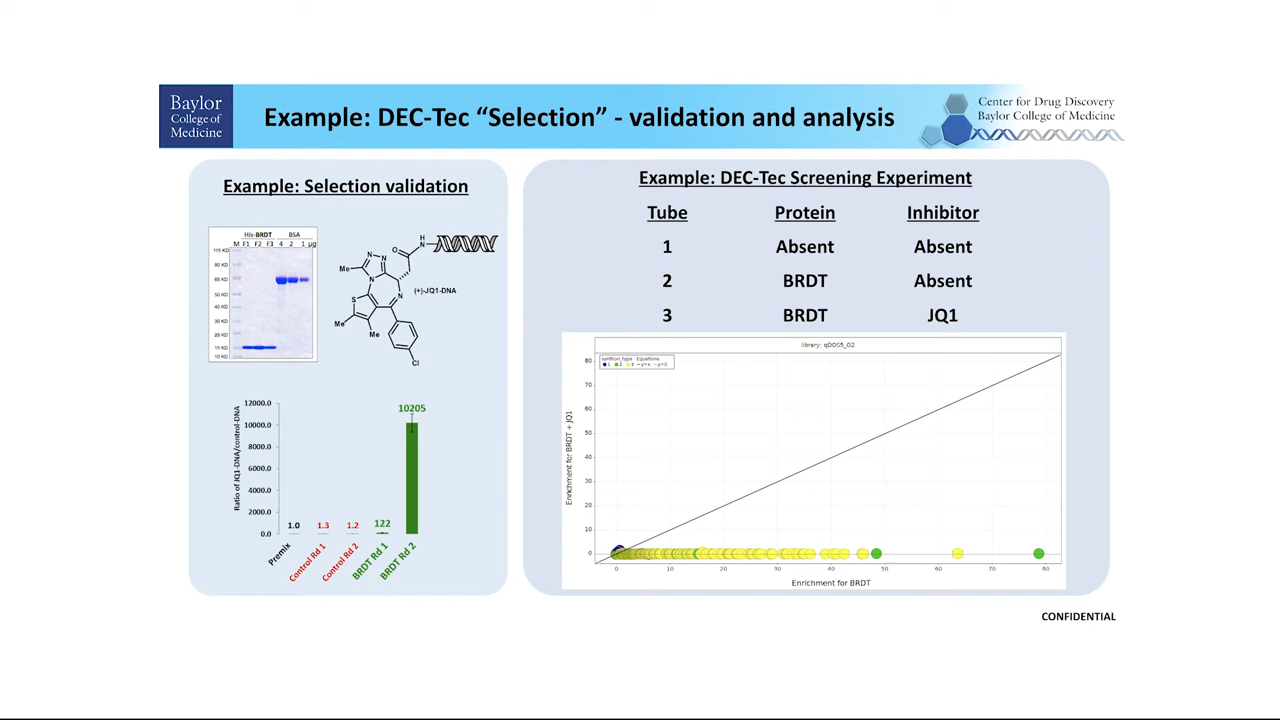 Baylor
College of
Medicine
Example: DEC-Tec “Selection” - validation and analysis
Center for Drug Discovery
Baylor College of Medicine
Example: Selection validation
His-BRDT BSA
M F1 F2 F3 4 2 1 µg
115 KD
80 KD
65 KD
50 KD
40 KD
30 KD
25 KD
15 KD
10 KD
H
N
O
N N
Me
N
N
S
Me
Me
Cl
(+)-JQ1-DNA
Ratio of JQ1-DNA/control-DNA
12000.0
10000.0
8000.0
6000.0
4000.0
2000.0
0.0
1.0
1.3
1.2
122
10205
Premix
Control Rd 1
Control Rd 2
BRDT Rd 1
BRDT Rd 2
Example: DEC-Tec Screening Experiment
Tube Protein Inhibitor
1 Absent Absent
2 BRDT Absent
3 BRDT JQ1
library: qDOS5_G2
synthon_type Equations
1 2 3 y=x y=0
Enrichment for BRDT + JQ1
80
70
60
50
40
30
20
10
0
0 10 20 30 40 50 60 70 80
Enrichment for BRDT
CONFIDENTIAL